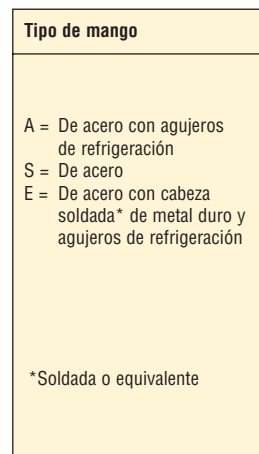 Tipo de mango
A = De acero con agujeros
de refrigeración
S = De acero
E = De acero con cabeza
soldada* de metal duro y
agujeros de refrigeración
*Soldada o equivalente